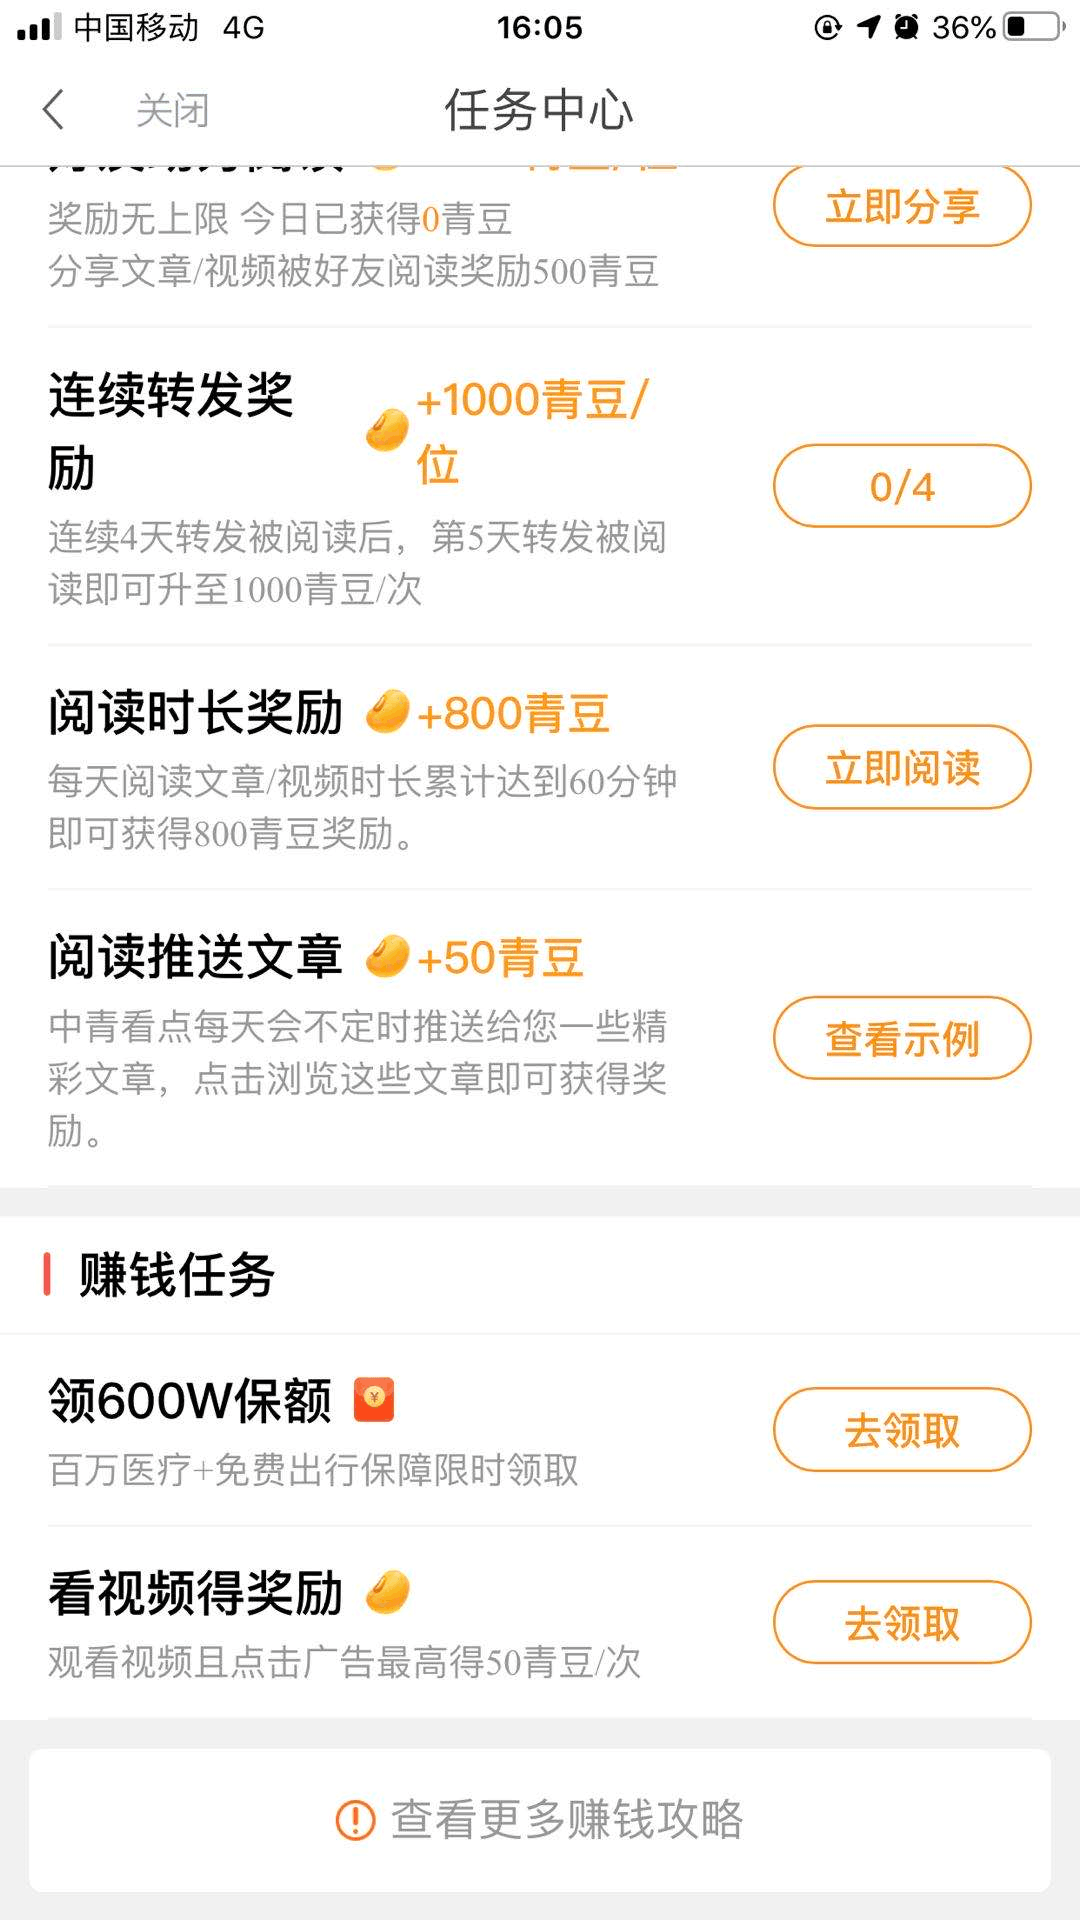 中国移动 4G 16:05 36%
关闭 任务中心
奖励无上限 今日已获得0青豆
立即分享
分享文章/视频被好友阅读奖励500青豆
连续转发奖
励
+1000青豆/
位
0/4
连续4天转发被阅读后，第5天转发被阅
读即可升至1000青豆/次
阅读时长奖励 +800青豆
立即阅读
每天阅读文章/视频时长累计达到60分钟
即可获得800青豆奖励。
阅读推送文章 +50青豆
查看示例
中青看点每天会不定时推送给您一些精
彩文章，点击浏览这些文章即可获得奖
励。
赚钱任务
领600W保额
去领取
百万医疗+免费出行保障限时领取
看视频得奖励
去领取
观看视频且点击广告最高得50青豆/次
查看更多赚钱攻略